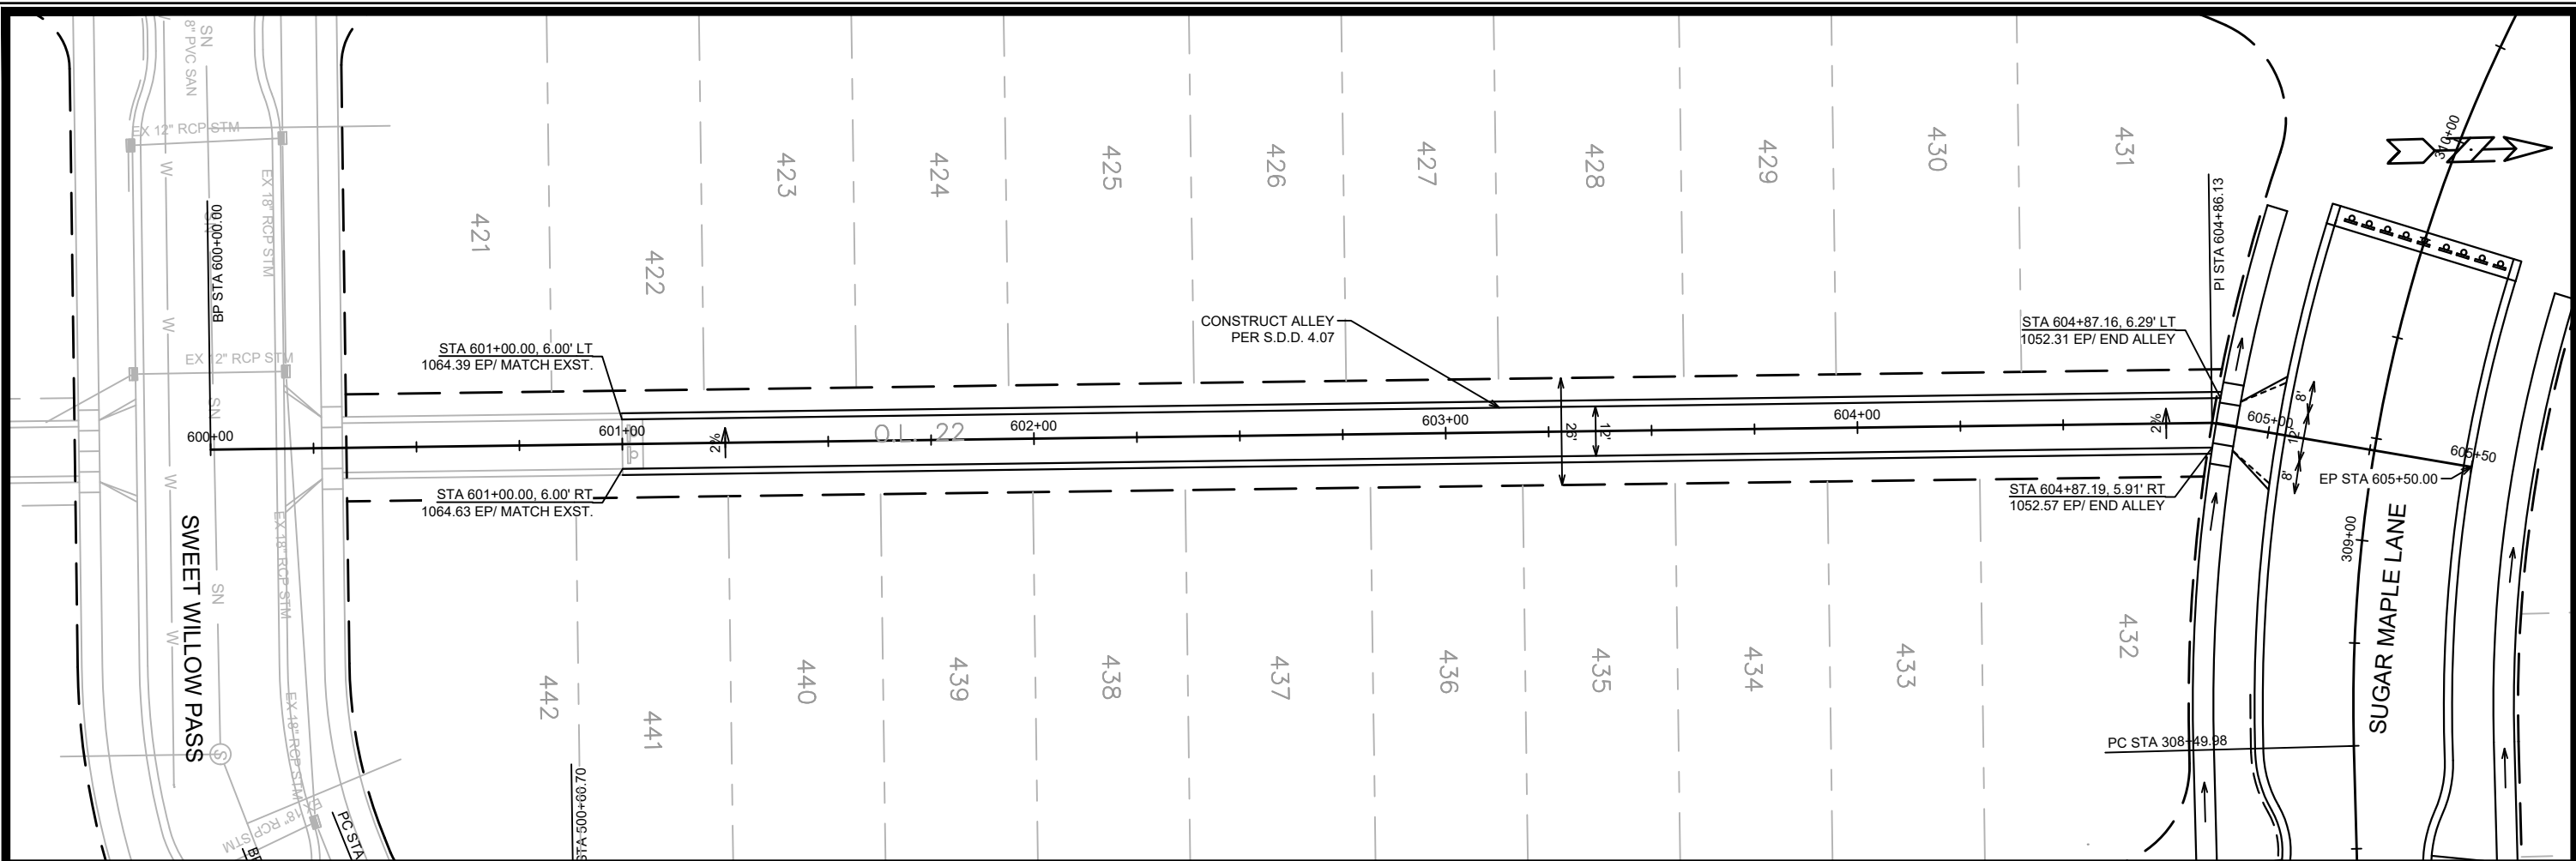 8" PVC SAN
SN
EX 12" RCP STM
W
EX 18" RCP STM
BP STA 600+00.00
SN
W
EX 12" RCP STM
SN
W
SN
W
EX 18" RCP STM
EX 18" RCP STM
EX 18" RCP STM
SWEET WILLOW PASS
S
PC STA
421
422
423
424
425
426
427
428
429
430
431
STA 601+00.00, 6.00' LT
1064.39 EP/ MATCH EXST.
CONSTRUCT ALLEY
PER S.D.D. 4.07
STA 604+87.16, 6.29' LT
1052.31 EP/ END ALLEY
PI STA 604+86.13
310+00
600+00
601+00
2%
O.L. 22
602+00
603+00
26'
12'
604+00
2%
605+00
8'
12'
8'
605+50
EP STA 605+50.00
STA 601+00.00, 6.00' RT
1064.63 EP/ MATCH EXST.
STA 604+87.19, 5.91' RT
1052.57 EP/ END ALLEY
309+00
SUGAR MAPLE LANE
PC STA 308+49.98
442
441
440
439
438
437
436
435
434
433
432
STA 500+60.70